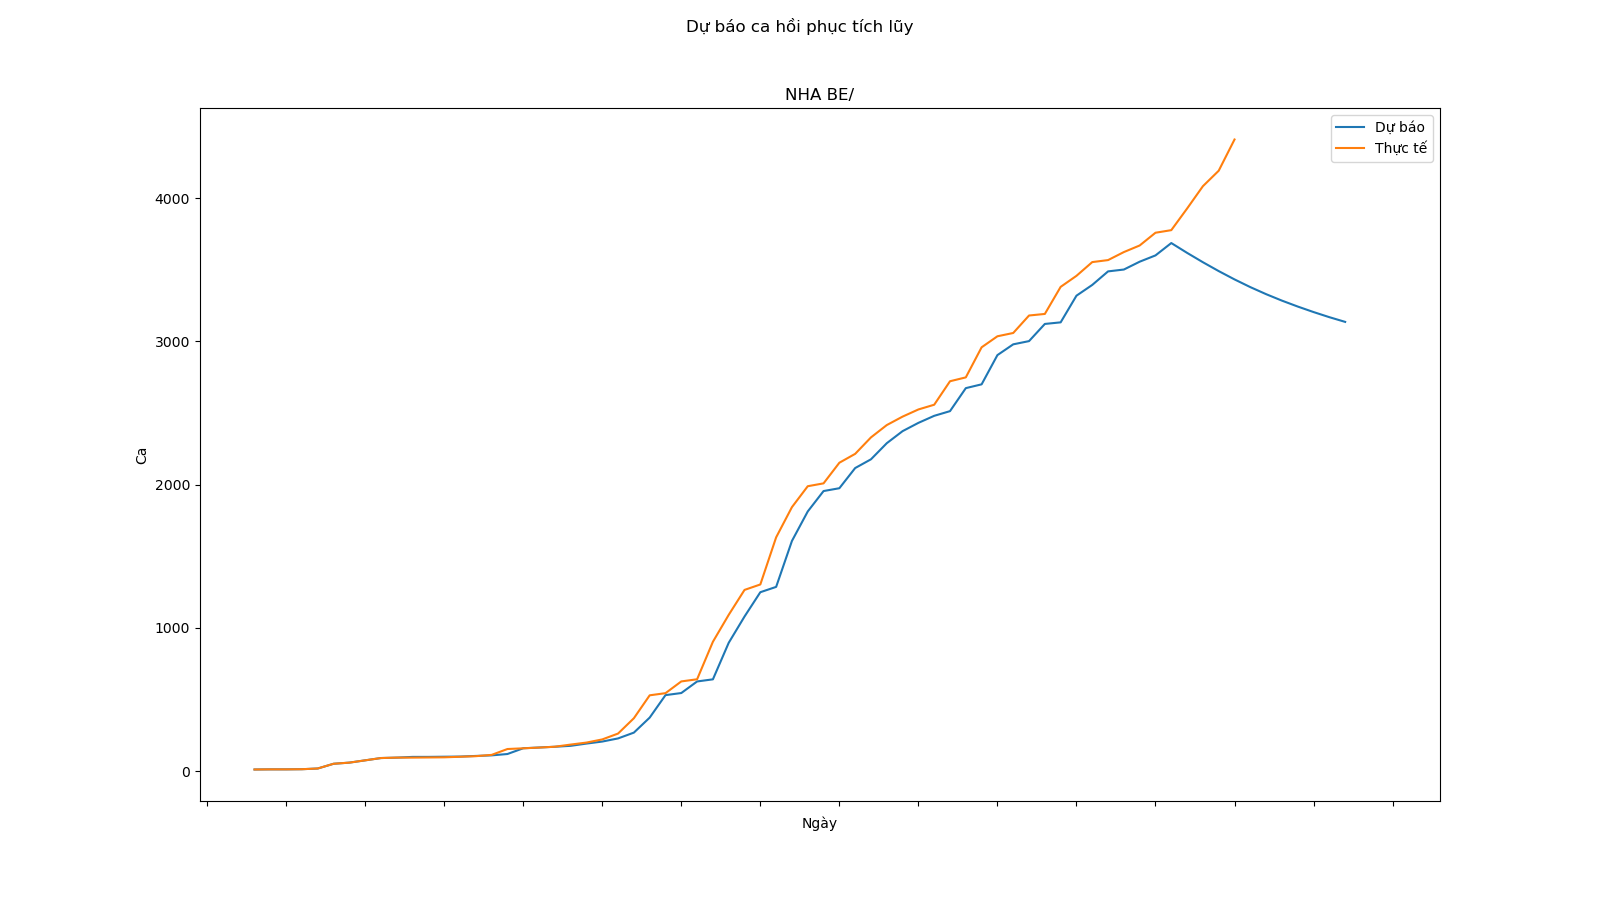 Dự báo ca hồi phục tích lũy
NHA BE/
Dự báo
Thực tế
4000
3000
2000
1000
0
Ca
Ngày